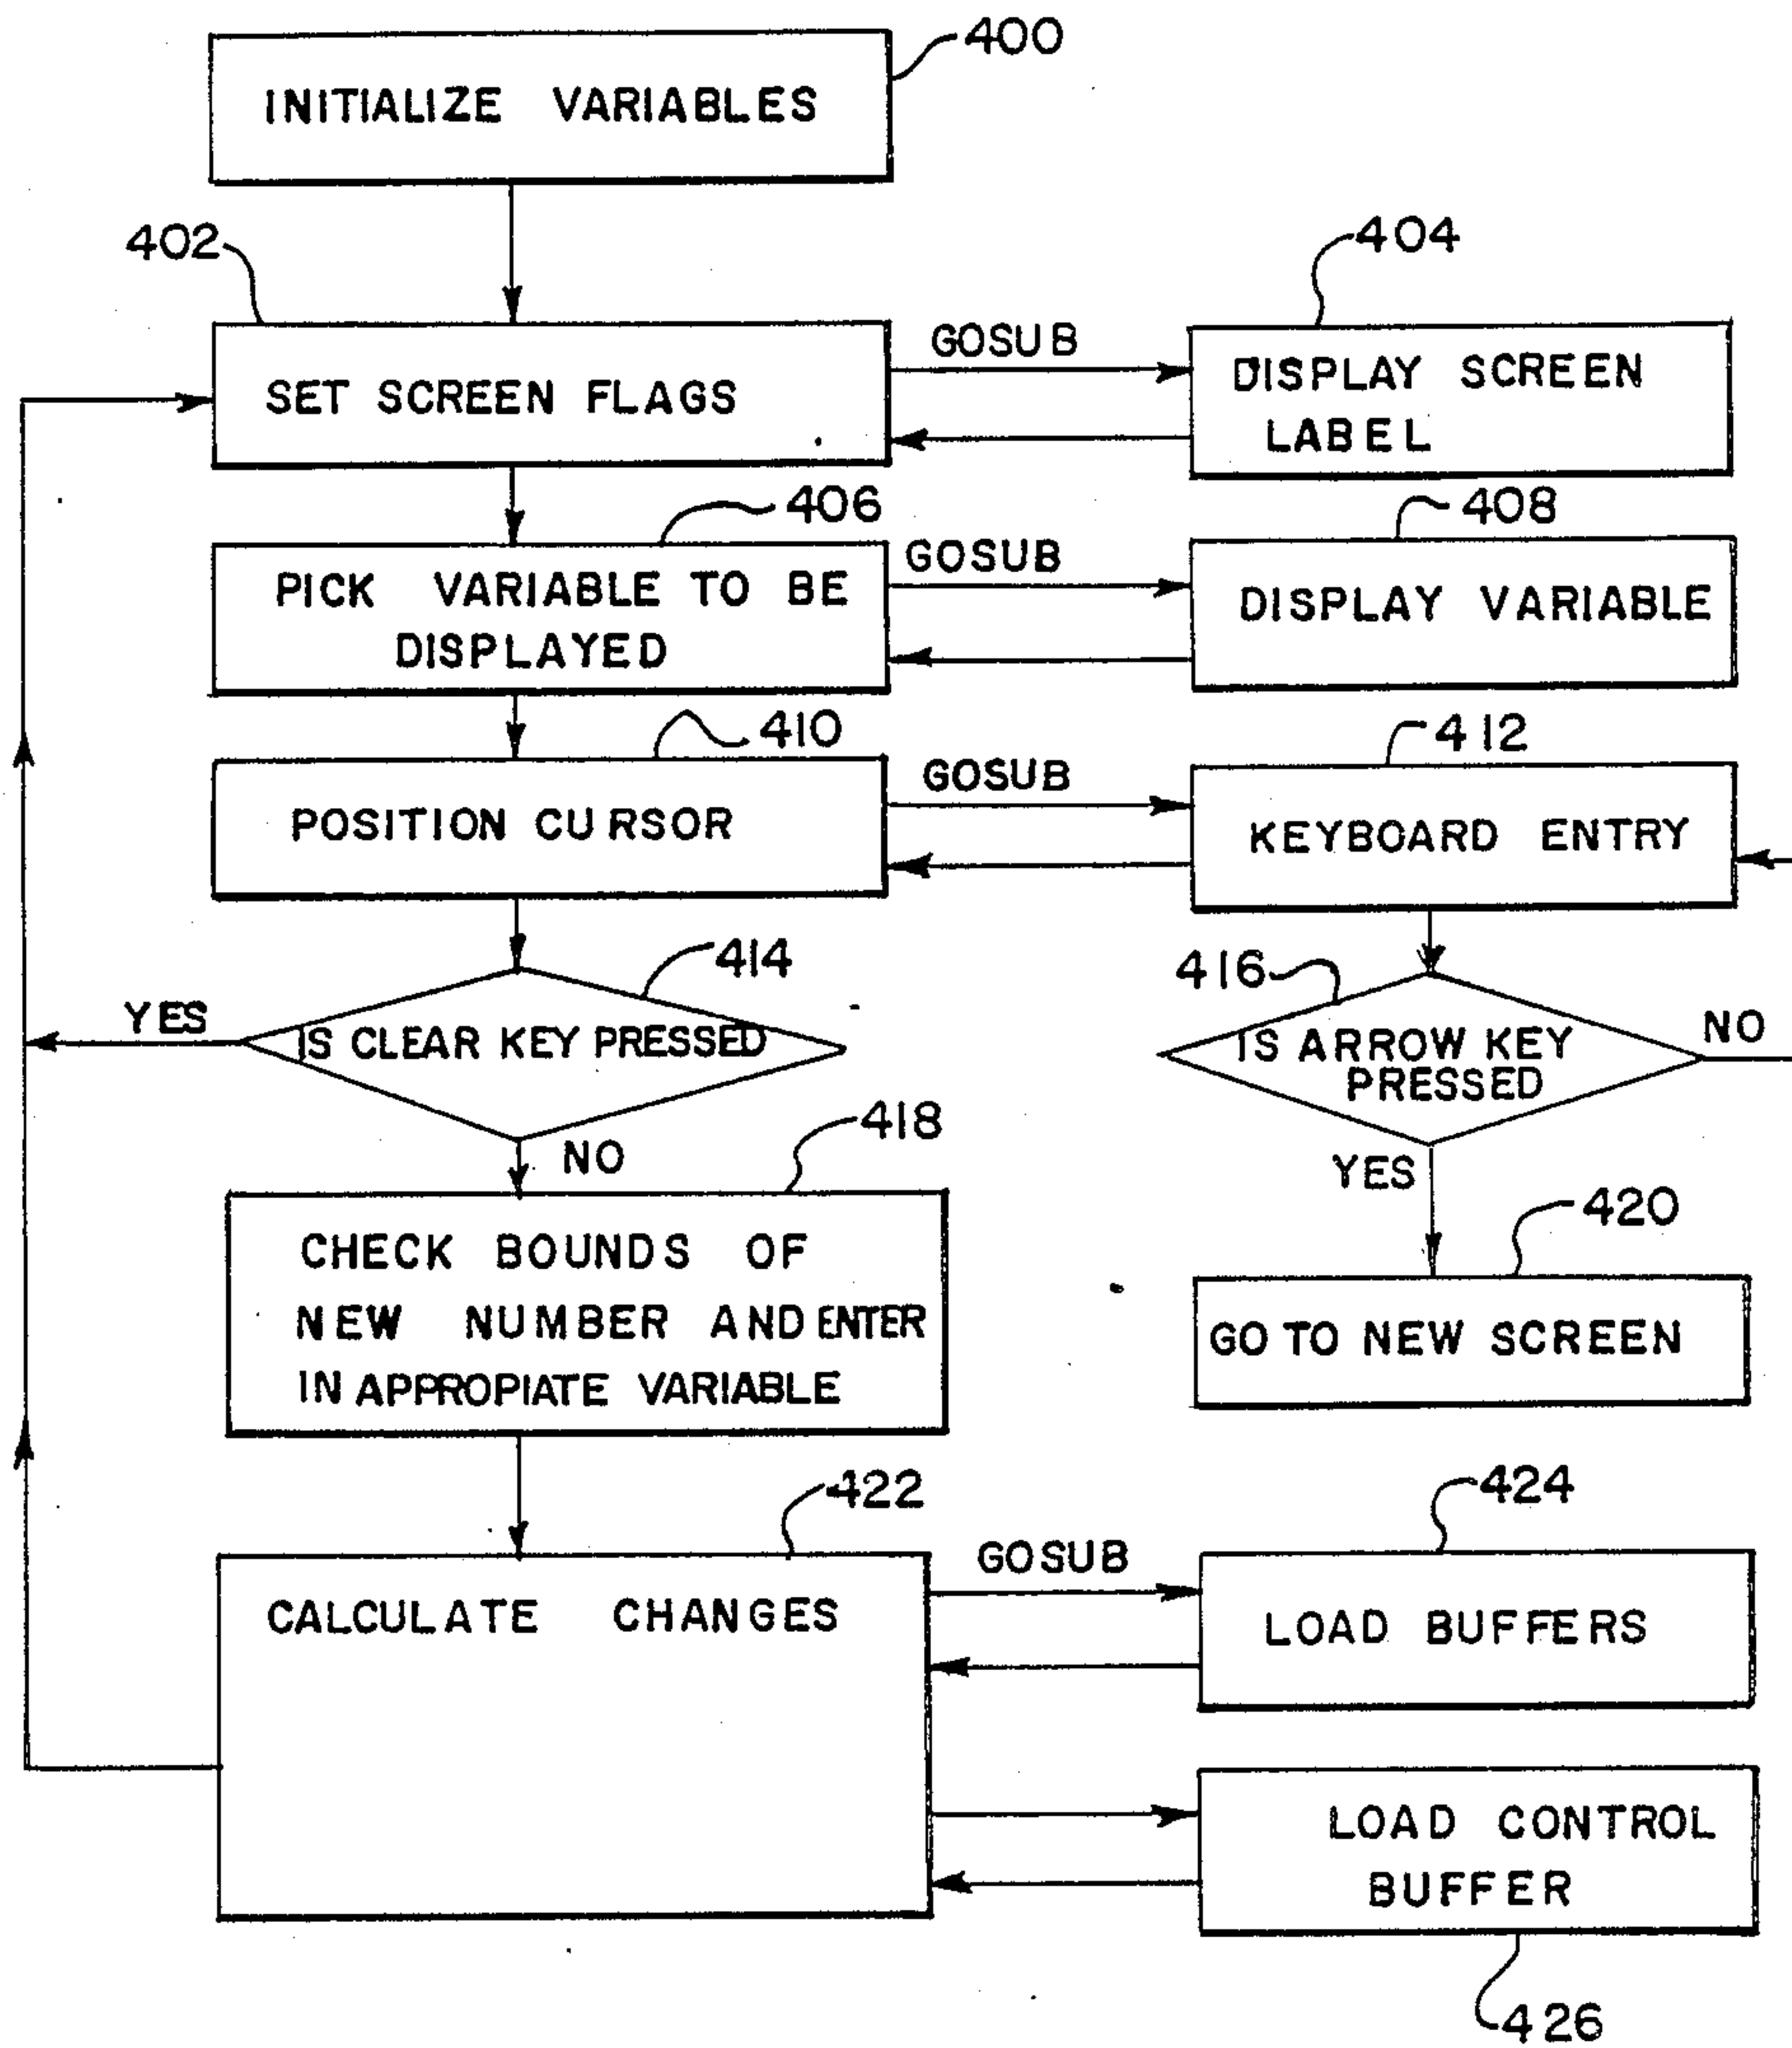 400
INITIALIZE VARIABLES
402
404
SET SCREEN FLAGS
GOSUB
DISPLAY SCREEN
LABEL
406
408
PICK VARIABLE TO BE
DISPLAYED
GOSUB
DISPLAY VARIABLE
410
412
POSITION CURSOR
GOSUB
KEYBOARD ENTRY
414
416
YES
IS CLEAR KEY PRESSED
IS ARROW KEY
PRESSED
NO
NO
418
YES
420
CHECK BOUNDS OF
NEW NUMBER AND ENTER
IN APPROPIATE VARIABLE
GO TO NEW SCREEN
422
424
CALCULATE CHANGES
GOSUB
LOAD BUFFERS
LOAD CONTROL
BUFFER
426